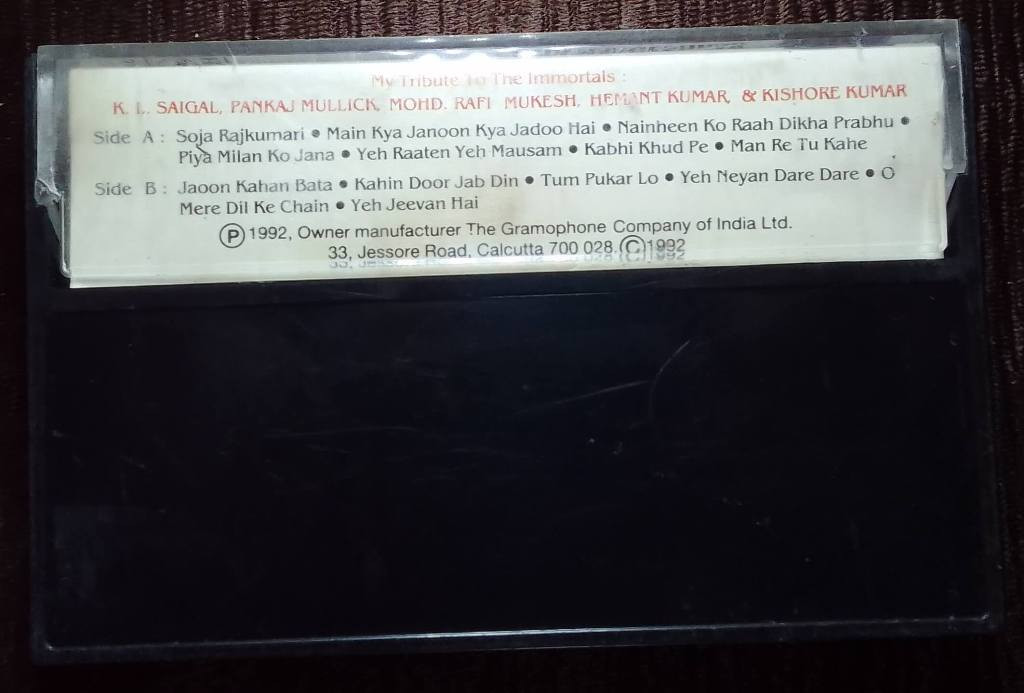 My Tribute To The Immortals :
K. L. SAIGAL, PANKAJ MULLICK, MOHD. RAFI MUKESH, HEMANT KUMAR & KISHORE KUMAR
Side A : Soja Rajkumari • Main Kya Janoon Kya Jadoo Hai • Nainheen Ko Raah Dikha Prabhu •
Piya Milan Ko Jana • Yeh Raaten Yeh Mausam • Kabhi Khud Pe • Man Re Tu Kahe
Side B : Jaoon Kahan Bata • Kahin Door Jab Din • Tum Pukar Lo • Yeh Neyan Dare Dare • O
Mere Dil Ke Chain • Yeh Jeevan Hai
Ⓟ 1992, Owner manufacturer The Gramophone Company of India Ltd.
33, Jessore Road, Calcutta 700 028. © 1992